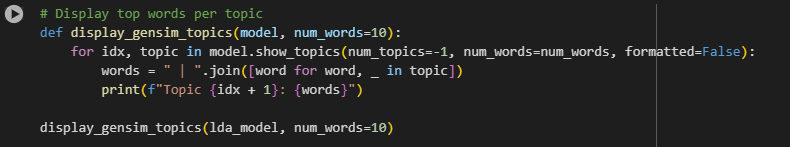 # Display top words per topic
def display_gensim_topics(model, num_words=10):
    for idx, topic in model.show_topics(num_topics=-1, num_words=num_words, formatted=False):
        words = " | ".join([word for word, _ in topic])
        print(f"Topic {idx + 1}: {words}")
display_gensim_topics(lda_model, num_words=10)